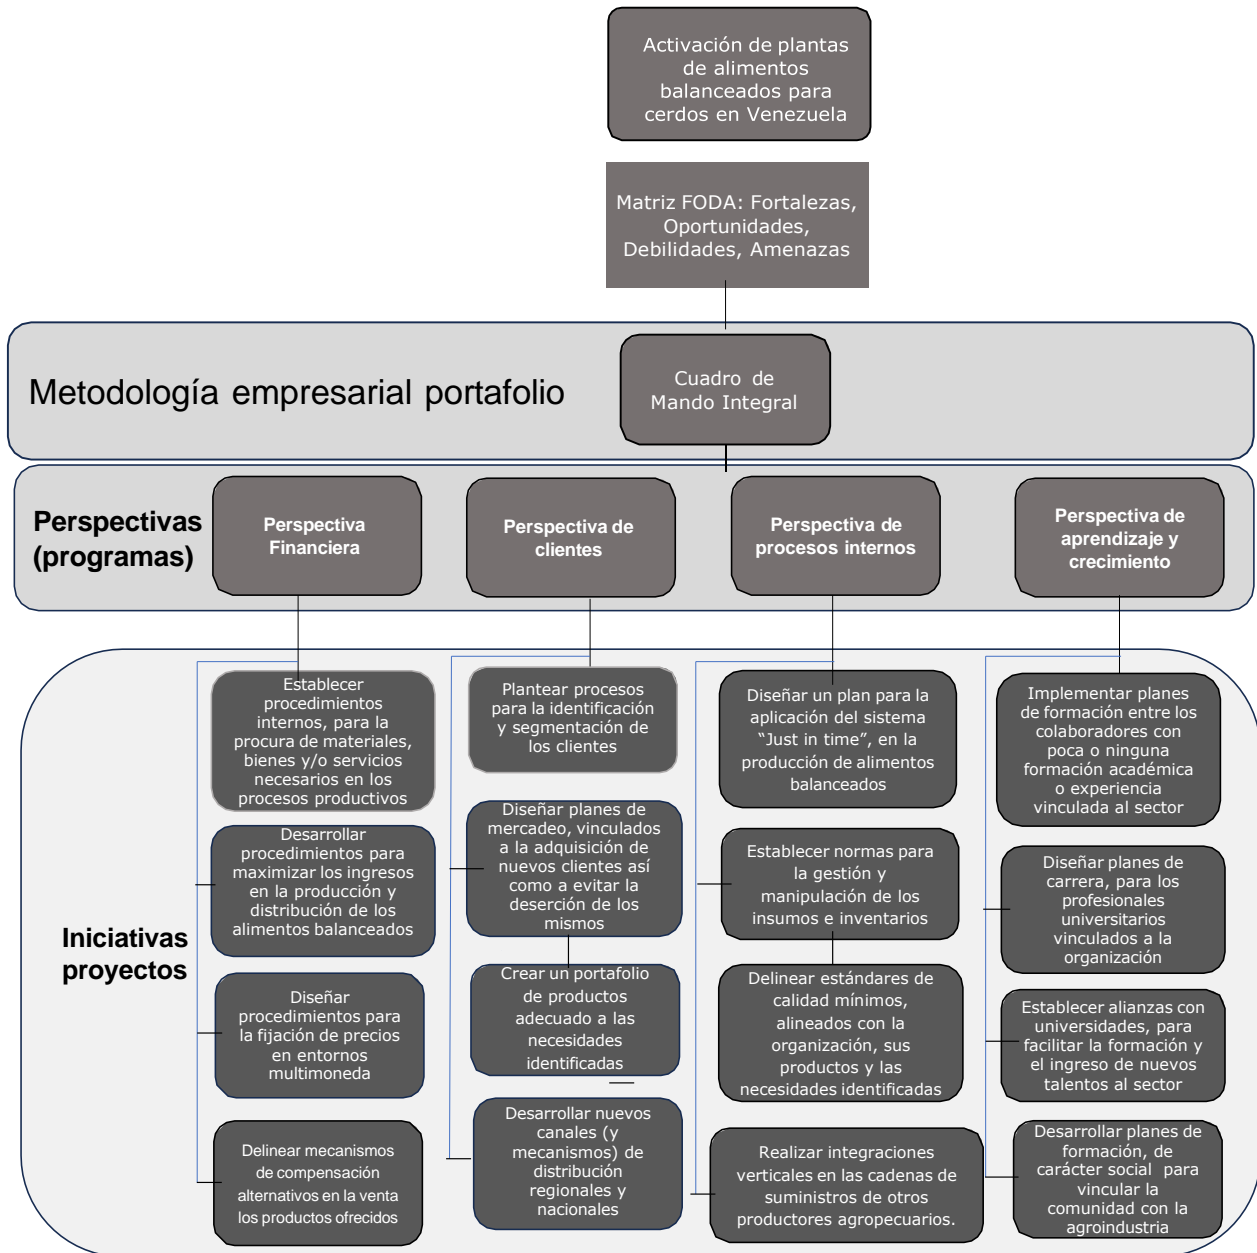 Activación de plantas
de alimentos
balanceados para
cerdos en Venezuela
Matriz FODA: Fortalezas,
Oportunidades,
Debilidades, Amenazas
Metodología empresarial portafolio
Cuadro de
Mando Integral
Perspectivas
(programas)
Perspectiva
Financiera
Perspectiva de
clientes
Perspectiva de
procesos internos
Perspectiva de
aprendizaje y
crecimiento
Iniciativas
proyectos
Establecer
procedimientos
internos, para la
procura de materiales,
bienes y/o servicios
necesarios en los
procesos productivos
Desarrollar
procedimientos para
maximizar los ingresos
en la producción y
distribución de los
alimentos balanceados
Diseñar
procedimientos para
la fijación de precios
en entornos
multimoneda
Delinear mecanismos
de compensación
alternativos en la venta
los productos ofrecidos
Plantear procesos
para la identificación
y segmentación de
los clientes
Diseñar planes de
mercadeo, vinculados
a la adquisición de
nuevos clientes así
como a evitar la
deserción de los
mismos
Crear un portafolio
de productos
adecuado a las
necesidades
identificadas
Desarrollar nuevos
canales (y
mecanismos) de
distribución
regionales y
nacionales
Diseñar un plan para la
aplicación del sistema
“Just in time”, en la
producción de alimentos
balanceados
Establecer normas para
la gestión y
manipulación de los
insumos e inventarios
Delinear estándares de
calidad mínimos,
alineados con la
organización, sus
productos y las
necesidades identificadas
Realizar integraciones
verticales en las cadenas de
suministros de otros
productores agropecuarios.
Implementar planes
de formación entre los
colaboradores con
poca o ninguna
formación académica
o experiencia
vinculada al sector
Diseñar planes de
carrera, para los
profesionales
universitarios
vinculados a la
organización
Establecer alianzas con
universidades, para
facilitar la formación y
el ingreso de nuevos
talentos al sector
Desarrollar planes de
formación, de
carácter social para
vincular la
comunidad con la
agroindustria